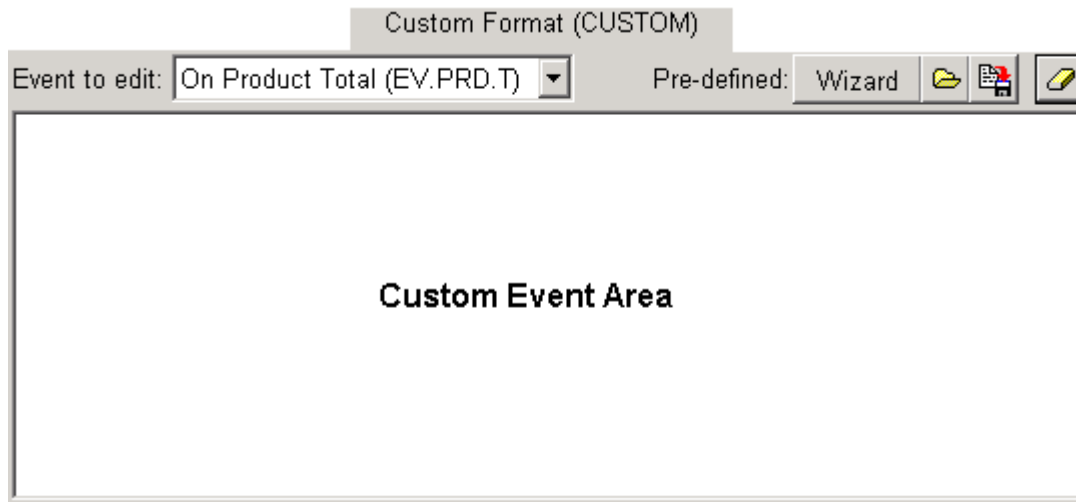 Custom Format (CUSTOM)
Event to edit: On Product Total (EV.PRD.T) Pre-defined: Wizard
Custom Event Area